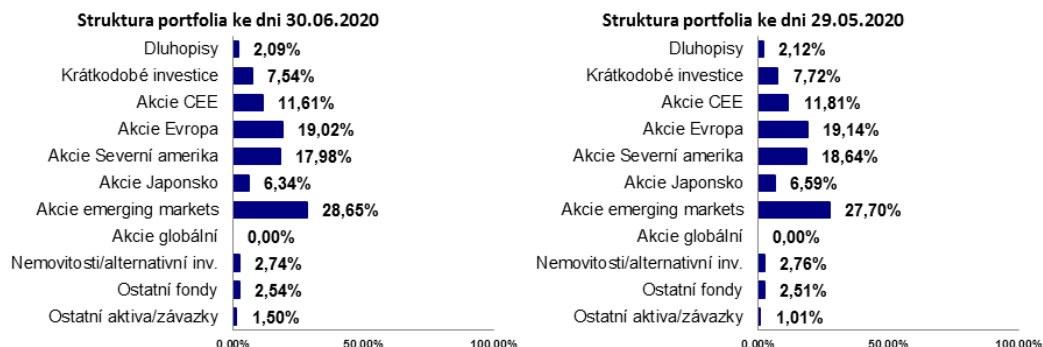 Struktura portfolia ke dni 30.06.2020
Dluhopisy 2,09%
Krátkodobé investice 7,54%
Akcie CEE 11,61%
Akcie Evropa 19,02%
Akcie Severní amerika 17,98%
Akcie Japonsko 6,34%
Akcie emerging markets 28,65%
Akcie globální 0,00%
Nemovitosti/alternativní inv. 2,74%
Ostatní fondy 2,54%
Ostatní aktiva/závazky 1,50%
0,00% 50,00% 100,00%
Struktura portfolia ke dni 29.05.2020
Dluhopisy 2,12%
Krátkodobé investice 7,72%
Akcie CEE 11,81%
Akcie Evropa 19,14%
Akcie Severní amerika 18,64%
Akcie Japonsko 6,59%
Akcie emerging markets 27,70%
Akcie globální 0,00%
Nemovitosti/alternativní inv. 2,76%
Ostatní fondy 2,51%
Ostatní aktiva/závazky 1,01%
0,00% 50,00% 100,00%